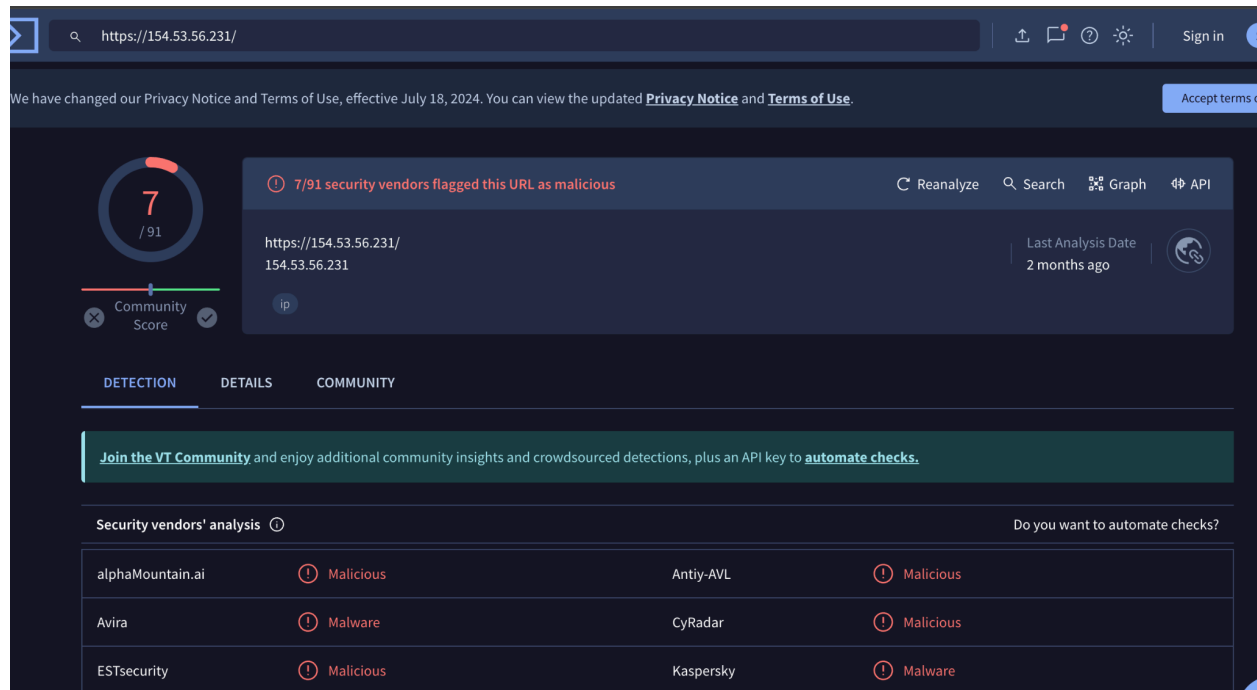 https://154.53.56.231/
Sign in
We have changed our Privacy Notice and Terms of Use, effective July 18, 2024. You can view the updated Privacy Notice and Terms of Use.
Accept terms
7
/ 91
Community
Score
7/91 security vendors flagged this URL as malicious
Reanalyze
Search
Graph
API
https://154.53.56.231/
154.53.56.231
ip
Last Analysis Date
2 months ago
DETECTION
DETAILS
COMMUNITY
Join the VT Community and enjoy additional community insights and crowdsourced detections, plus an API key to automate checks.
Security vendors' analysis
Do you want to automate checks?
alphaMountain.ai
Malicious
Antiy-AVL
Malicious
Avira
Malware
CyRadar
Malicious
ESTsecurity
Malicious
Kaspersky
Malware